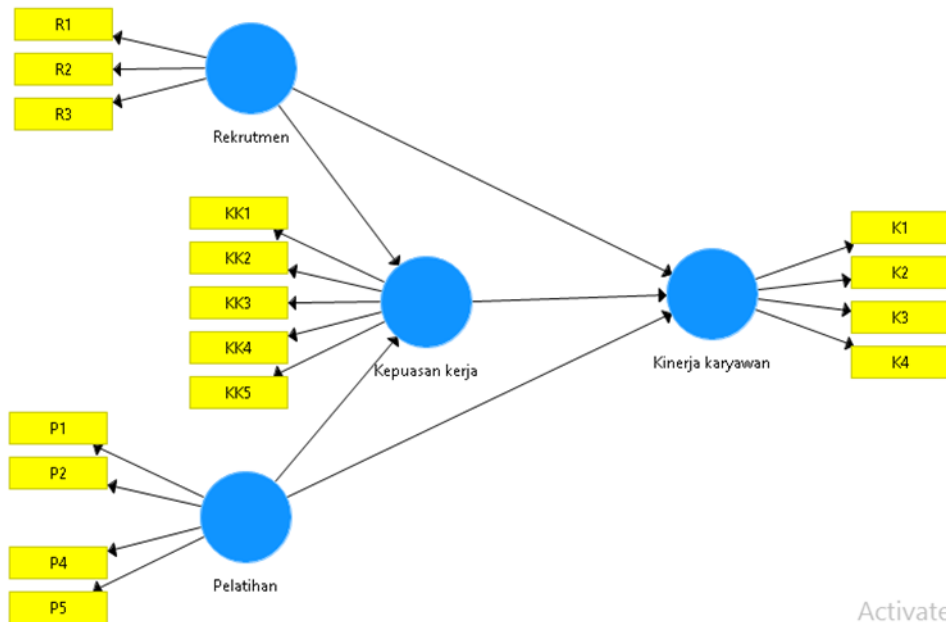 R1
R2
R3
Rekrutmen
KK1
KK2
KK3
KK4
KK5
Kepuasan kerja
K1
K2
K3
K4
Kinerja karyawan
P1
P2
P4
P5
Pelatihan
Activate